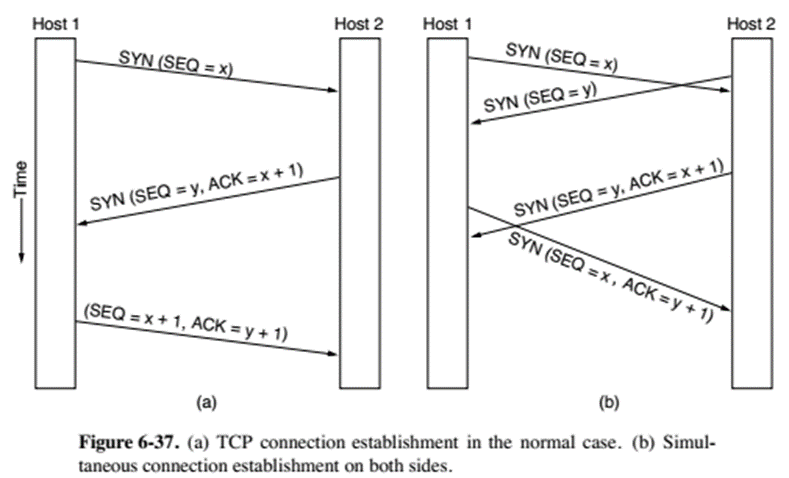 Host 1
Host 2
SYN (SEQ = x)
SYN (SEQ = y, ACK = x + 1)
(SEQ = x + 1, ACK = y + 1)
Time
(a)
Host 1
Host 2
SYN (SEQ = x)
SYN (SEQ = y)
SYN (SEQ = y, ACK = x + 1)
SYN (SEQ = x , ACK = y + 1)
(b)
Figure 6-37. (a) TCP connection establishment in the normal case. (b) Simul-
taneous connection establishment on both sides.